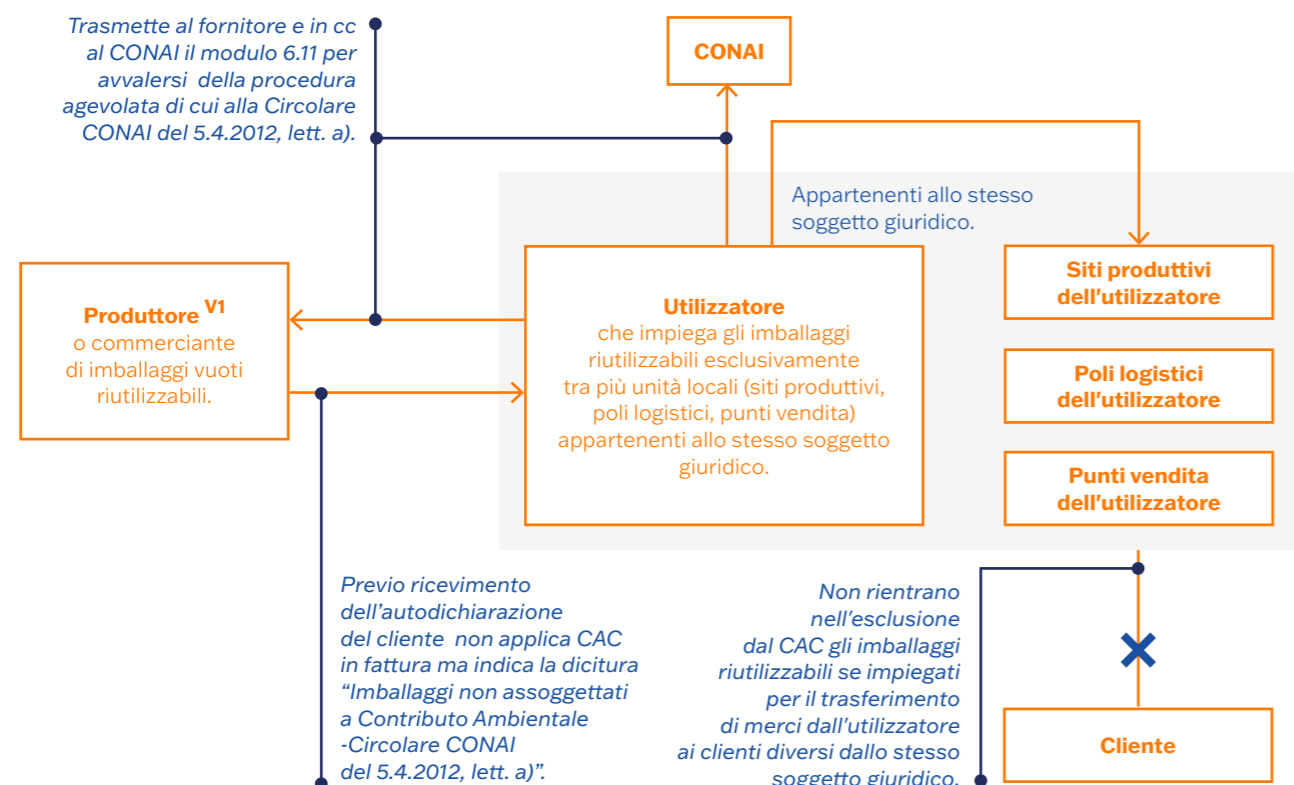 Trasmette al fornitore e in cc
al CONAI il modulo 6.11 per
avvalersi della procedura
agevolata di cui alla Circolare
CONAI del 5.4.2012, lett. a).
CONAI
Appartenenti allo stesso
soggetto giuridico.
Produttore V1
o commerciante
di imballaggi vuoti
riutilizzabili.
Utilizzatore
che impiega gli imballaggi
riutilizzabili esclusivamente
tra più unità locali (siti produttivi,
poli logistici, punti vendita)
appartenenti allo stesso soggetto
giuridico.
Siti produttivi
dell'utilizzatore
Poli logistici
dell'utilizzatore
Punti vendita
dell'utilizzatore
Previo ricevimento
dell’autodichiarazione
del cliente non applica CAC
in fattura ma indica la dicitura
“Imballaggi non assoggettati
a Contributo Ambientale
-Circolare CONAI
del 5.4.2012, lett. a)”.
Non rientrano
nell'esclusione
dal CAC gli imballaggi
riutilizzabili se impiegati
per il trasferimento
di merci dall'utilizzatore
ai clienti diversi dallo stesso
soggetto giuridico.
Cliente